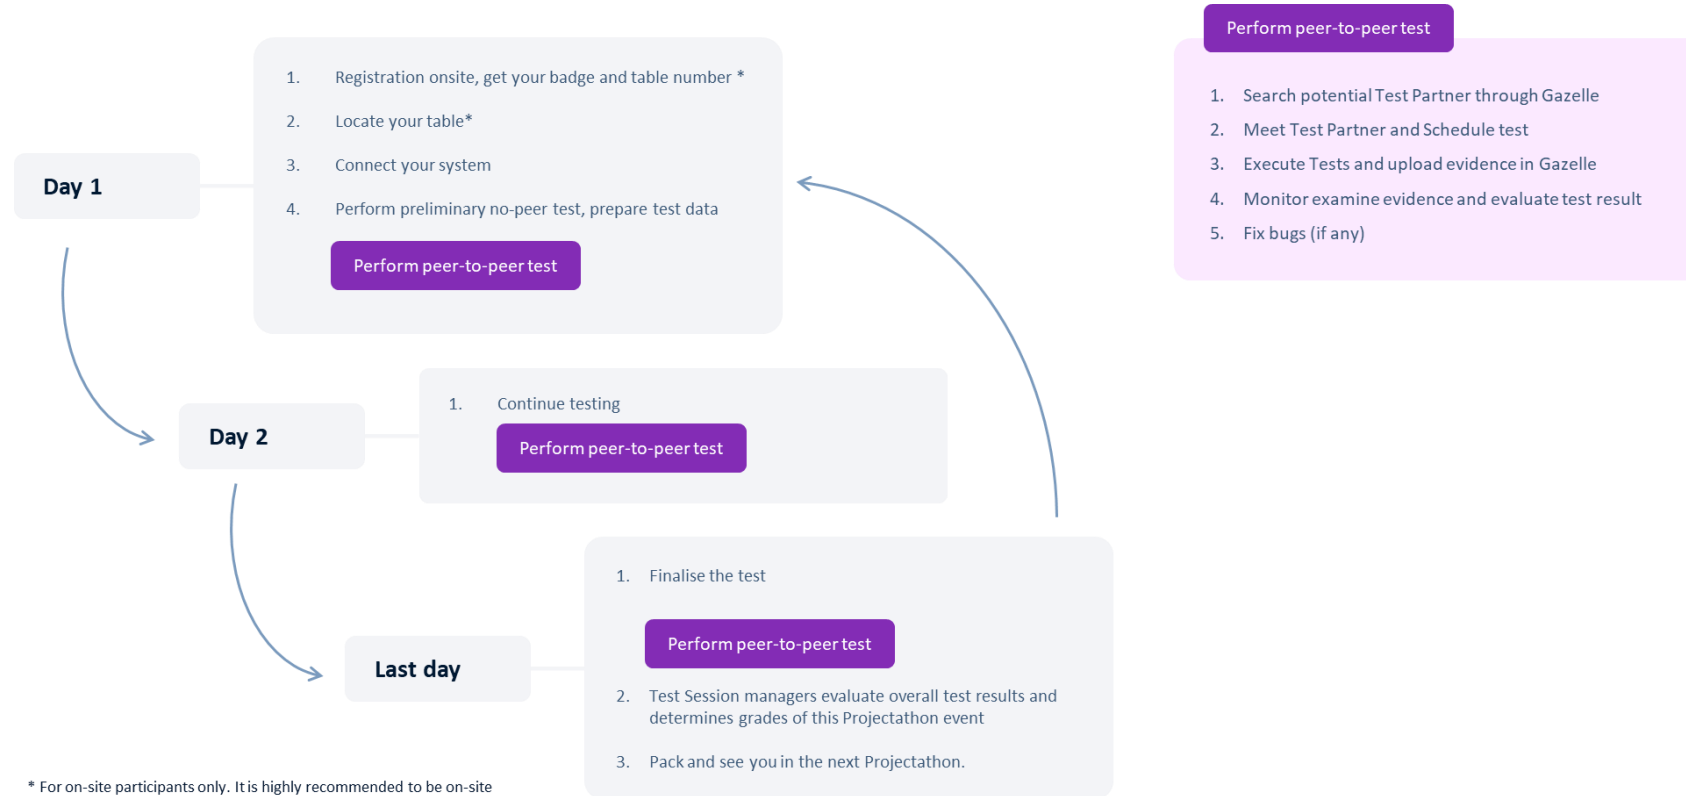 Day 1
1. Registration onsite, get your badge and table number *
2. Locate your table*
3. Connect your system
4. Perform preliminary no-peer test, prepare test data
Perform peer-to-peer test
Day 2
1. Continue testing
Perform peer-to-peer test
Last day
1. Finalise the test
Perform peer-to-peer test
2. Test Session managers evaluate overall test results and
determines grades of this Projectathon event
3. Pack and see you in the next Projectathon.
* For on-site participants only. It is highly recommended to be on-site
Perform peer-to-peer test
1. Search potential Test Partner through Gazelle
2. Meet Test Partner and Schedule test
3. Execute Tests and upload evidence in Gazelle
4. Monitor examine evidence and evaluate test result
5. Fix bugs (if any)